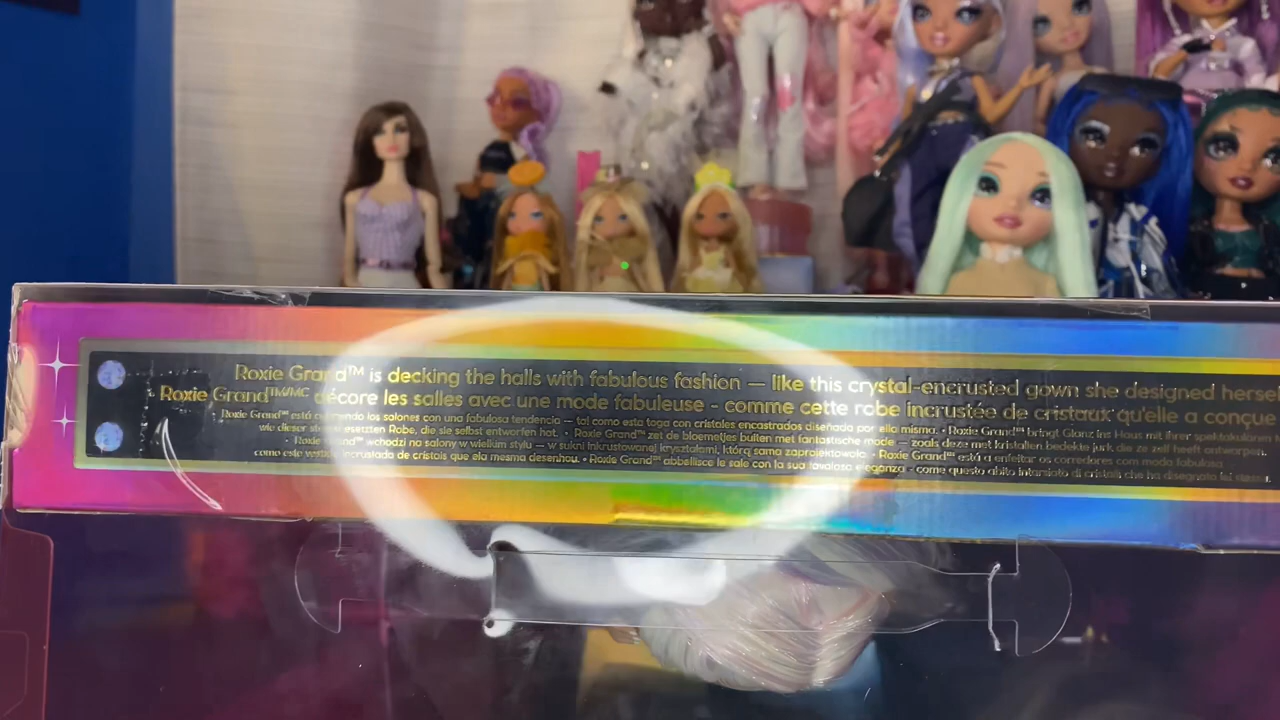 Roxie Grand™ is decking the halls with fabulous fashion — like this crystal-encrusted gown she designed hersel
Roxie Grand™/MC décore les salles avec une mode fabuleuse - comme cette robe incrustée de cristaux qu'elle a conçue
Roxie Grand™ está los salones con una fabulosa tendencia — tal como esta toga con cristales encastrados diseñada por ella misma. • Roxie Grand™ bringt Glanz ins Haus mit ihrer spektakulären
wie dieser esetzten Robe, die sie selbst entworfen hat. • Roxie Grand™ zet de bloemetjes buiten met fantastische mode — zoals deze met kristallen bedekte jurk die ze zelf heeft ontworpen.
• Roxie Grand™ wchodzi na salony w wielkim stylu — w sukni inkrustowanej kryształami, którą sama zaprojektowała. • Roxie Grand™ está a enfeitar os corredores com moda fabulosa
como este vestido incrustado de cristais que ela mesma desenhou. • Roxie Grand™ abbellisce le sale con la sua favolosa eleganza - come questo abito intarsiato di cristalli che ha disegnato lei stessa.